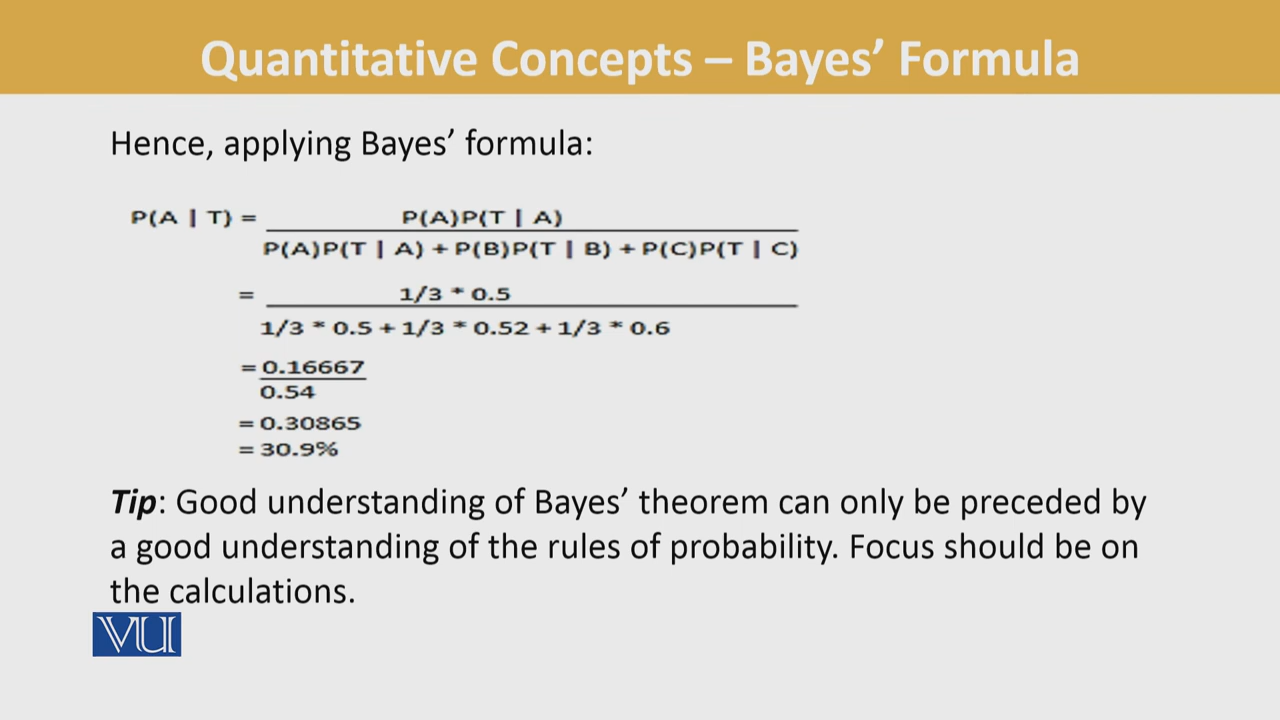 Quantitative Concepts – Bayes’ Formula
Hence, applying Bayes’ formula:
P(A | T) = P(A)P(T | A)
P(A)P(T | A) + P(B)P(T | B) + P(C)P(T | C)
= 1/3 * 0.5
1/3 * 0.5 + 1/3 * 0.52 + 1/3 * 0.6
= 0.16667
0.54
= 0.30865
= 30.9%
Tip: Good understanding of Bayes’ theorem can only be preceded by
a good understanding of the rules of probability. Focus should be on
the calculations.
VU